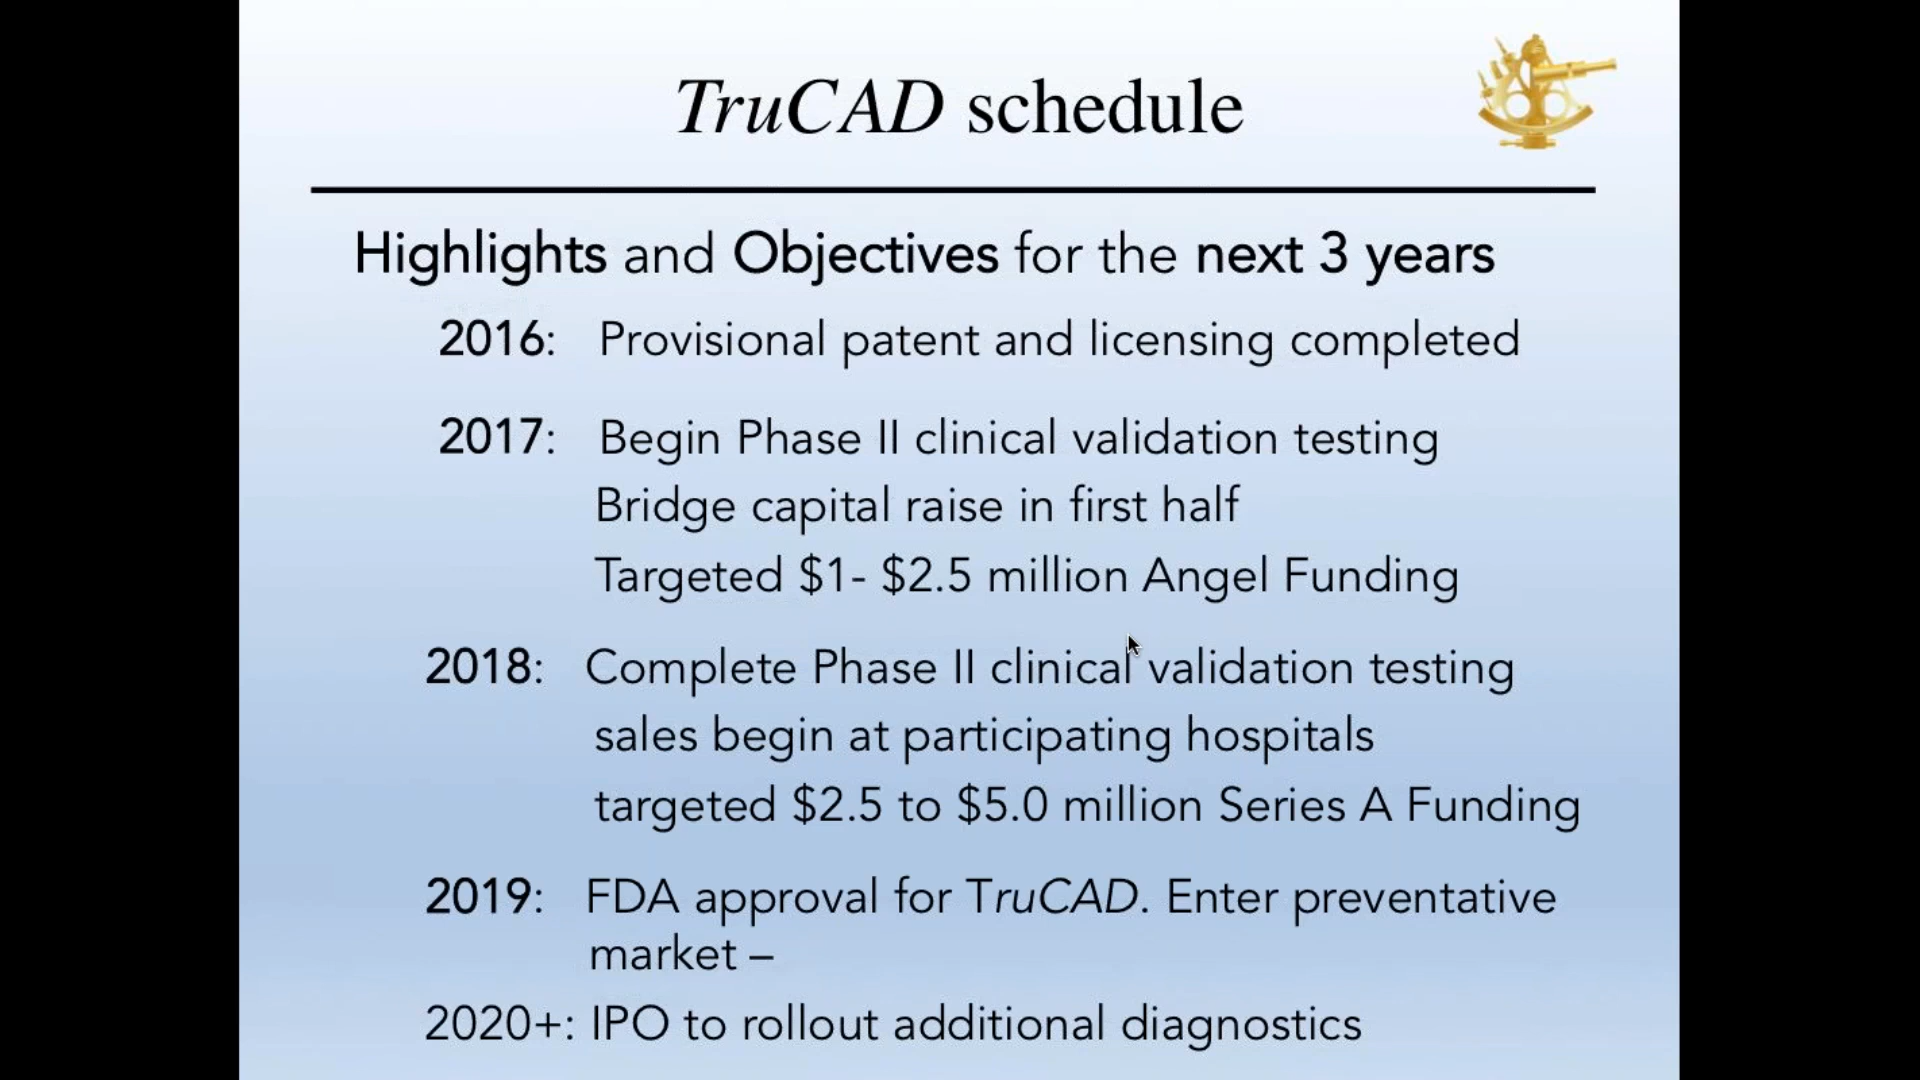 TruCAD schedule
Highlights and Objectives for the next 3 years
2016: Provisional patent and licensing completed
2017: Begin Phase II clinical validation testing
Bridge capital raise in first half
Targeted $1- $2.5 million Angel Funding
2018: Complete Phase II clinical validation testing
sales begin at participating hospitals
targeted $2.5 to $5.0 million Series A Funding
2019: FDA approval for TruCAD. Enter preventative
market –
2020+: IPO to rollout additional diagnostics